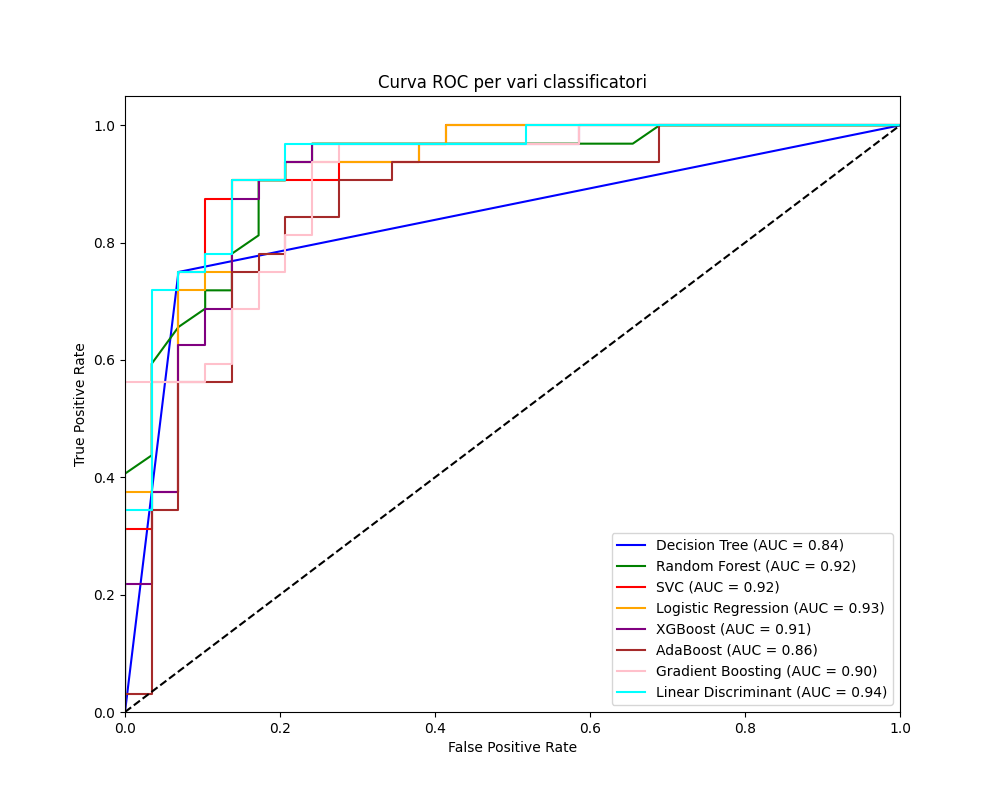 Curva ROC per vari classificatori
True Positive Rate
1.0
0.8
0.6
0.4
0.2
0.0
0.0 0.2 0.4 0.6 0.8 1.0
False Positive Rate
Decision Tree (AUC = 0.84)
Random Forest (AUC = 0.92)
SVC (AUC = 0.92)
Logistic Regression (AUC = 0.93)
XGBoost (AUC = 0.91)
AdaBoost (AUC = 0.86)
Gradient Boosting (AUC = 0.90)
Linear Discriminant (AUC = 0.94)